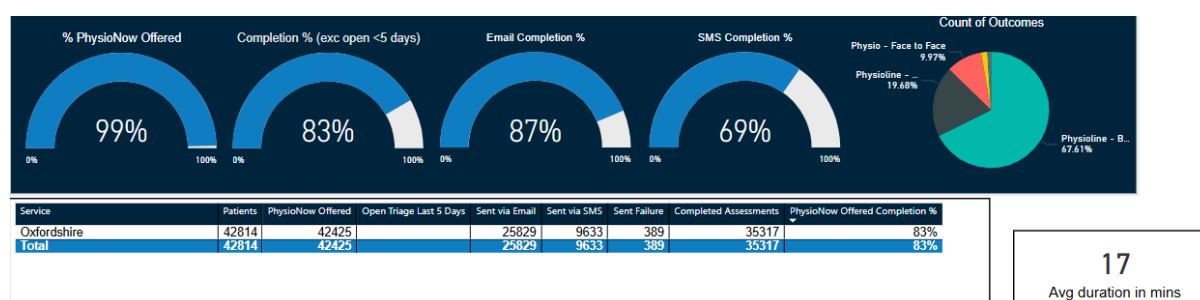 % PhysioNow Offered
99%
0% 100%
Completion % (exc open <5 days)
83%
0% 100%
Email Completion %
87%
0% 100%
SMS Completion %
69%
0% 100%
Count of Outcomes
Physio - Face to Face
9.97%
Physioline - ...
19.68%
Physioline - B...
67.61%
Service Patients PhysioNow Offered Open Triage Last 5 Days Sent via Email Sent via SMS Sent Failure Completed Assessments PhysioNow Offered Completion %
Oxfordshire 42814 42425 25829 9633 389 35317 83%
Total 42814 42425 25829 9633 389 35317 83%
17
Avg duration in mins